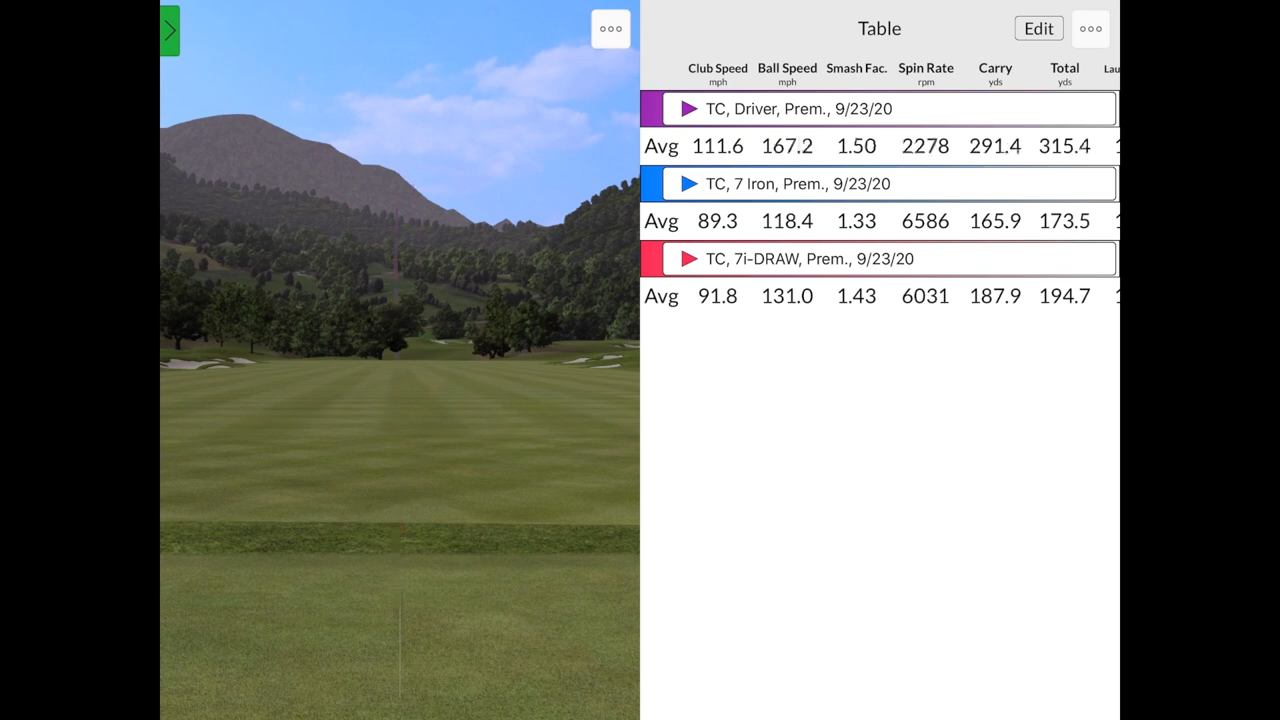 Table
Edit
Club Speed Ball Speed Smash Fac. Spin Rate Carry Total
mph mph rpm yds yds
TC, Driver, Prem., 9/23/20
Avg 111.6 167.2 1.50 2278 291.4 315.4
TC, 7 Iron, Prem., 9/23/20
Avg 89.3 118.4 1.33 6586 165.9 173.5
TC, 7i-DRAW, Prem., 9/23/20
Avg 91.8 131.0 1.43 6031 187.9 194.7